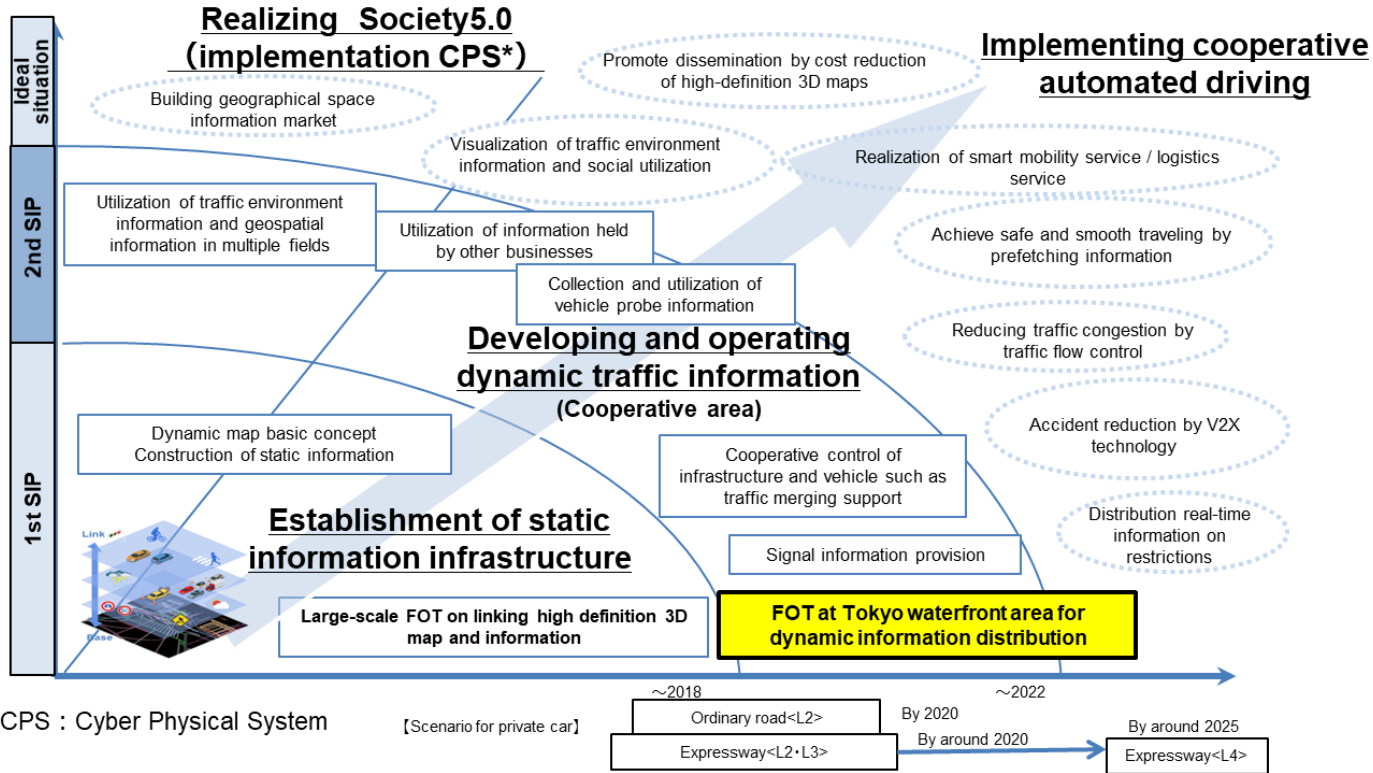 Realizing Society5.0
（implementation CPS*）
Implementing cooperative
automated driving
Ideal
situation
Promote dissemination by cost reduction
of high-definition 3D maps
Building geographical space
information market
Visualization of traffic environment
information and social utilization
Realization of smart mobility service / logistics
service
2nd SIP
Utilization of traffic environment
information and geospatial
information in multiple fields
Utilization of information held
by other businesses
Achieve safe and smooth traveling by
prefetching information
Collection and utilization of
vehicle probe information
Reducing traffic congestion by
traffic flow control
Developing and operating
dynamic traffic information
(Cooperative area)
1st SIP
Dynamic map basic concept
Construction of static information
Accident reduction by V2X
technology
Cooperative control of
infrastructure and vehicle such as
traffic merging support
Establishment of static
information infrastructure
Distribution real-time
information on
restrictions
Signal information provision
Link
Base
Large-scale FOT on linking high definition 3D
map and information
FOT at Tokyo waterfront area for
dynamic information distribution
～2018
～2022
CPS : Cyber Physical System
【Scenario for private car】
Ordinary road<L2>
By 2020
Expressway<L2・L3>
By around 2020
By around 2025
Expressway<L4>